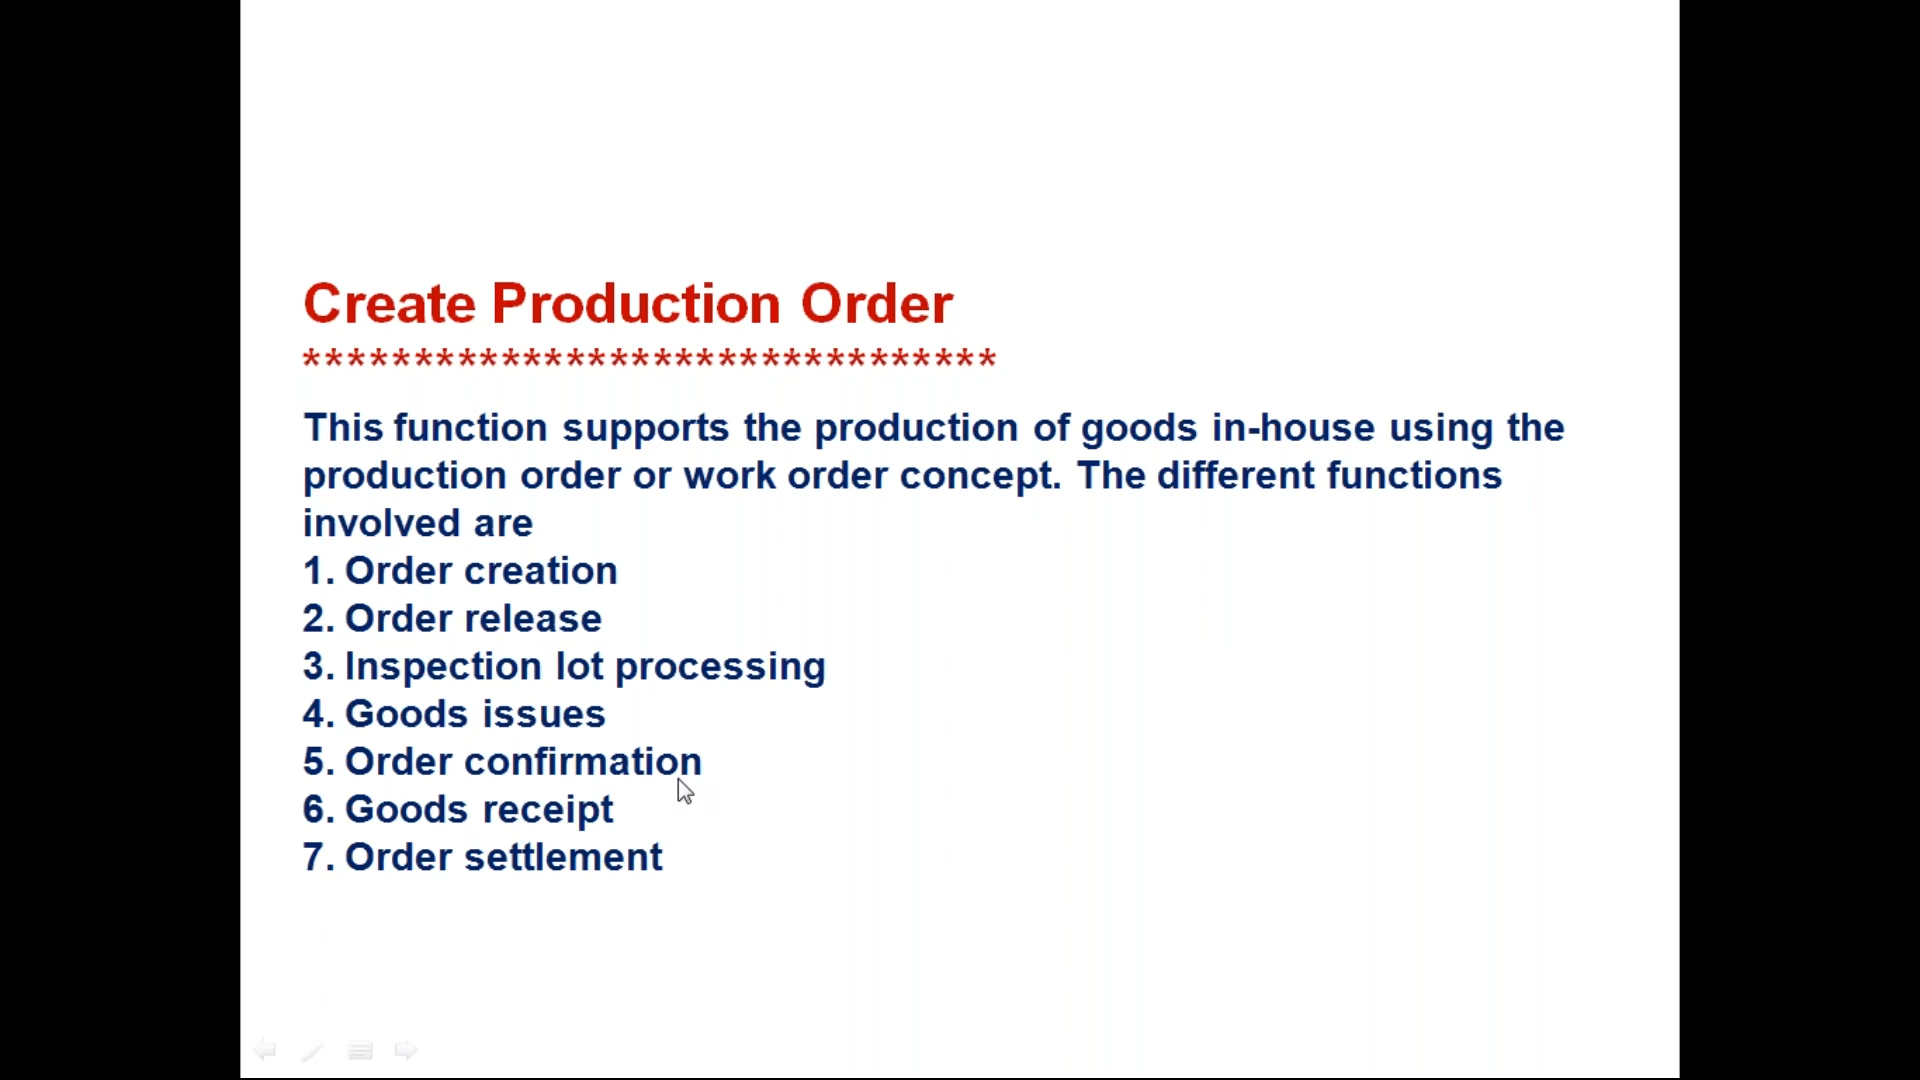 Create Production Order
********************************
This function supports the production of goods in-house using the
production order or work order concept. The different functions
involved are
1. Order creation
2. Order release
3. Inspection lot processing
4. Goods issues
5. Order confirmation
6. Goods receipt
7. Order settlement